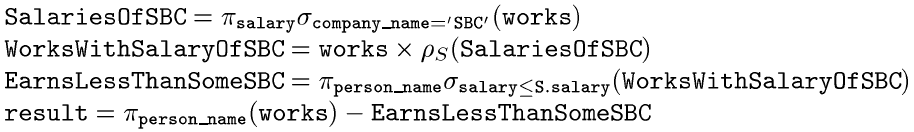 SalariesOfSBC = π_salary σ_company_name='SBC' (works)
WorksWithSalaryOfSBC = works × ρ_S(SalariesOfSBC)
EarnsLessThanSomeSBC = π_person_name σ_salary≤S.salary(WorksWithSalaryOfSBC)
result = π_person_name(works) − EarnsLessThanSomeSBC